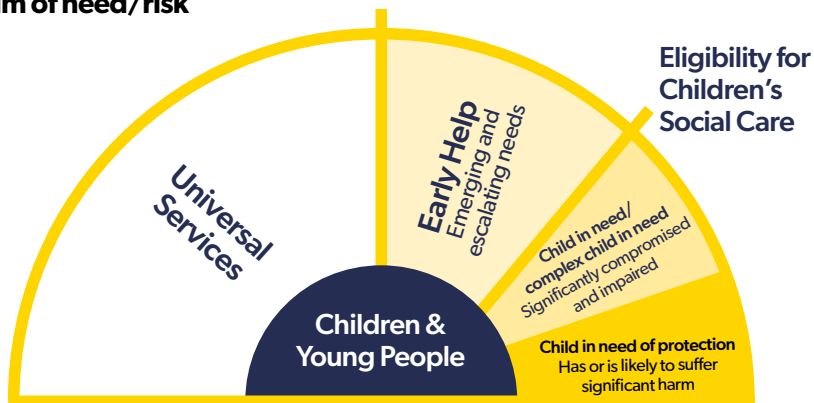 of need/risk
Eligibility for
Children’s
Social Care
Universal
Services
Early Help
Emerging and
escalating needs
Child in need/
complex child in need
Significantly compromised
and impaired
Child in need of protection
Has or is likely to suffer
significant harm
Children &
Young People